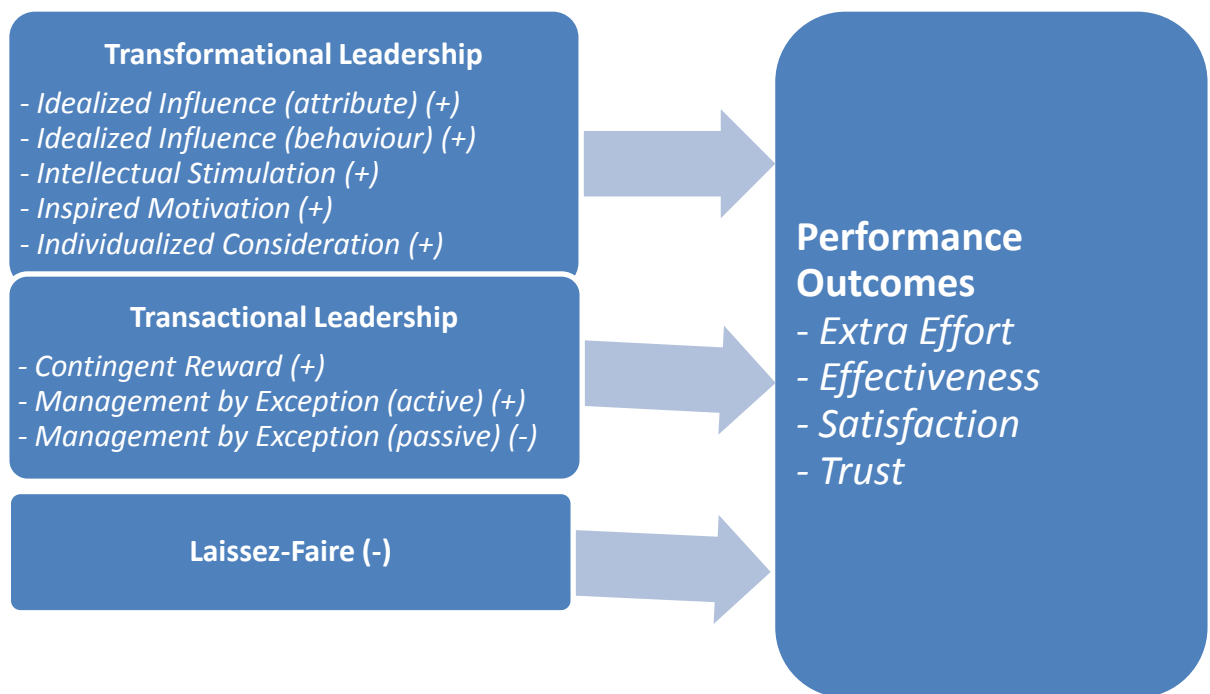 Transformational Leadership
- Idealized Influence (attribute) (+)
- Idealized Influence (behaviour) (+)
- Intellectual Stimulation (+)
- Inspired Motivation (+)
- Individualized Consideration (+)
Transactional Leadership
- Contingent Reward (+)
- Management by Exception (active) (+)
- Management by Exception (passive) (-)
Laissez-Faire (-)
Performance
Outcomes
- Extra Effort
- Effectiveness
- Satisfaction
- Trust